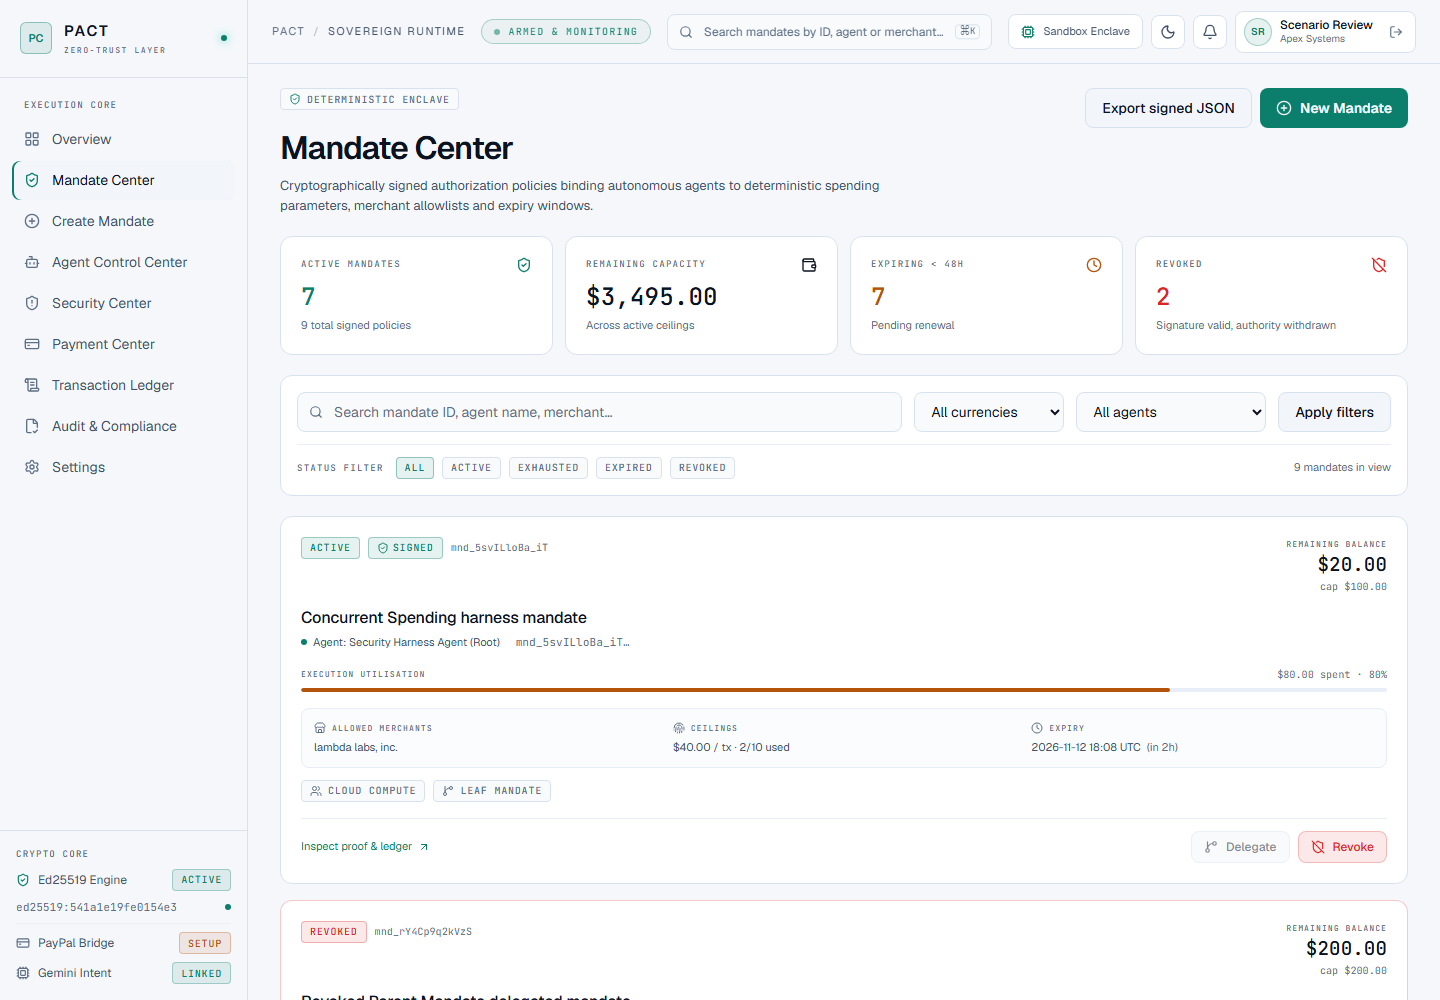 PC
PACT
ZERO-TRUST LAYER
EXECUTION CORE
Overview
Mandate Center
Create Mandate
Agent Control Center
Security Center
Payment Center
Transaction Ledger
Audit & Compliance
Settings
CRYPTO CORE
Ed25519 Engine
ACTIVE
ed25519:541a1e19fe0154e3
PayPal Bridge
SETUP
Gemini Intent
LINKED
PACT / SOVEREIGN RUNTIME
ARMED & MONITORING
Search mandates by ID, agent or merchant...
⌘K
Sandbox Enclave
SR
Scenario Review
Apex Systems
DETERMINISTIC ENCLAVE
Export signed JSON
New Mandate
Mandate Center
Cryptographically signed authorization policies binding autonomous agents to deterministic spending
parameters, merchant allowlists and expiry windows.
ACTIVE MANDATES
7
9 total signed policies
REMAINING CAPACITY
$3,495.00
Across active ceilings
EXPIRING < 48H
7
Pending renewal
REVOKED
2
Signature valid, authority withdrawn
Search mandate ID, agent name, merchant...
All currencies
All agents
Apply filters
STATUS FILTER
ALL
ACTIVE
EXHAUSTED
EXPIRED
REVOKED
9 mandates in view
ACTIVE
SIGNED
mnd_5svILloBa_iT
REMAINING BALANCE
$20.00
cap $100.00
Concurrent Spending harness mandate
Agent: Security Harness Agent (Root)
mnd_5svILloBa_iT…
EXECUTION UTILISATION
$80.00 spent · 80%
ALLOWED MERCHANTS
lambda labs, inc.
CEILINGS
$40.00 / tx · 2/10 used
EXPIRY
2026-11-12 18:08 UTC (in 2h)
CLOUD COMPUTE
LEAF MANDATE
Inspect proof & ledger
Delegate
Revoke
REVOKED
mnd_rY4Cp9q2kVzS
REMAINING BALANCE
$200.00
cap $200.00
Revoked Parent Mandate delegated mandate